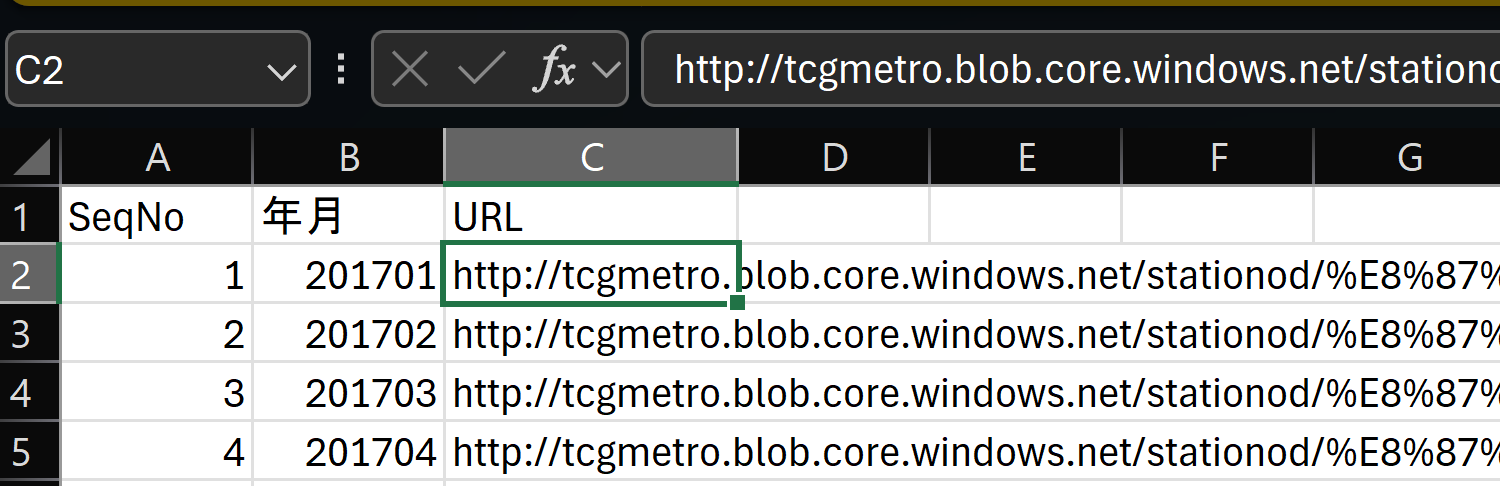 C2 fx http://tcgmetro.blob.core.windows.net/stationo
A B C D E F G
1 SeqNo 年月 URL
2 1 201701 http://tcgmetro.blob.core.windows.net/stationod/%E8%87%
3 2 201702 http://tcgmetro.blob.core.windows.net/stationod/%E8%87%
4 3 201703 http://tcgmetro.blob.core.windows.net/stationod/%E8%87%
5 4 201704 http://tcgmetro.blob.core.windows.net/stationod/%E8%87%